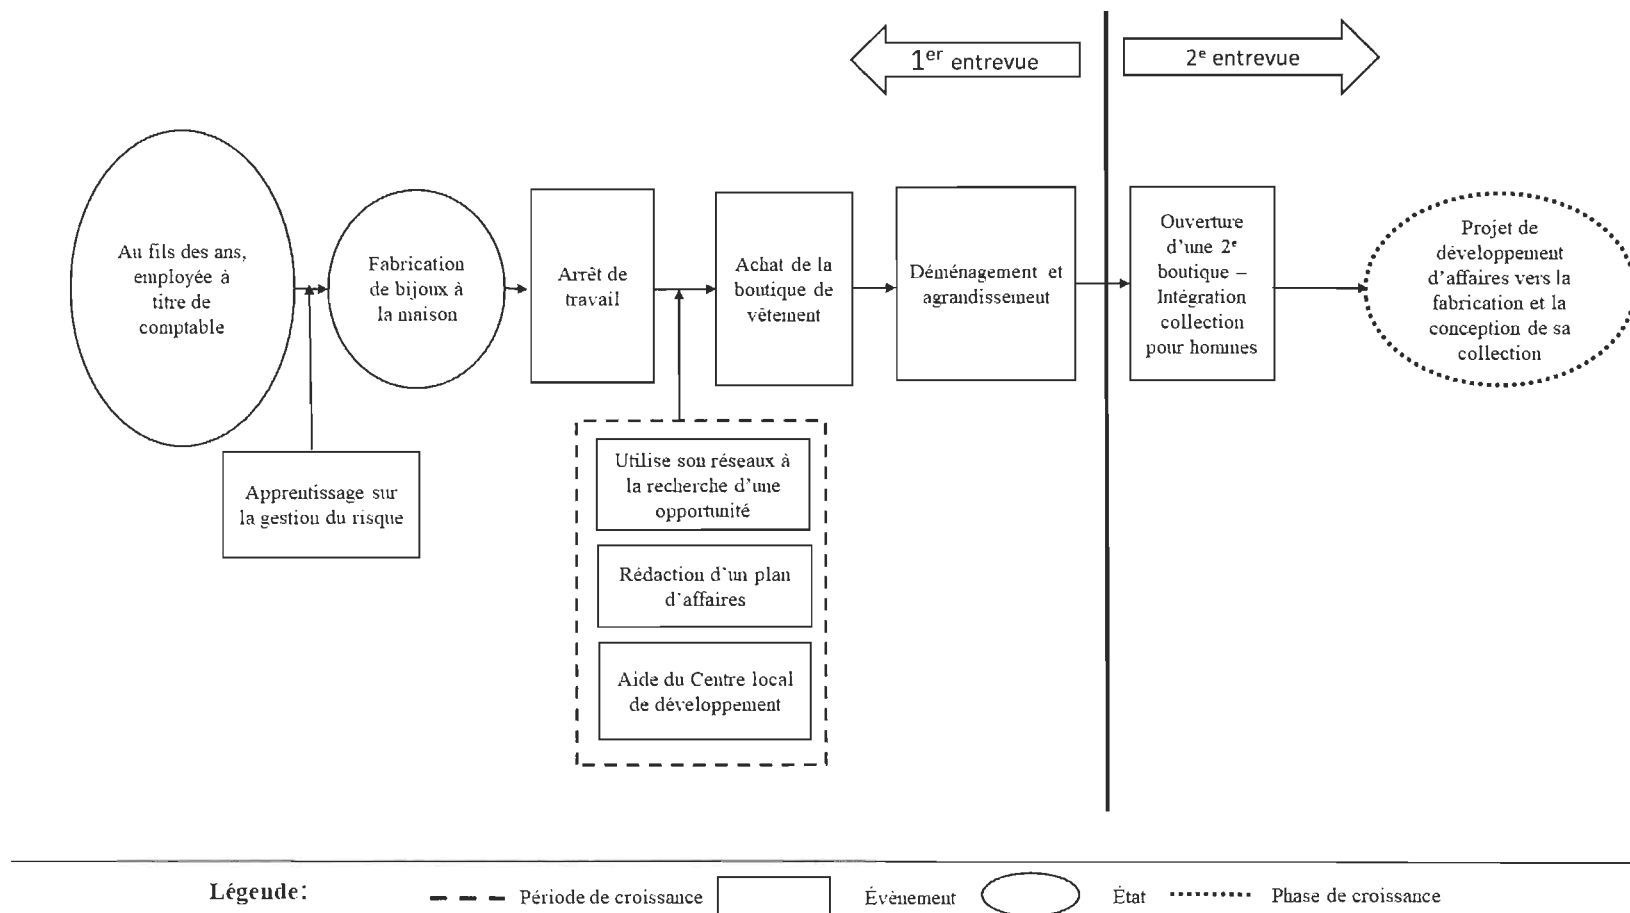 1er entrevue
2e entrevue
Au fils des ans,
employée à
titre de
comptable
Fabrication
de bijoux à
la maison
Arrêt de
travail
Achat de la
boutique de
vêtement
Déménagement et
agrandissement
Ouverture
d'une 2e
boutique –
Intégration
collection
pour hommes
Projet de
développement
d'affaires vers la
fabrication et la
conception de sa
collection
Apprentissage sur
la gestion du risque
Utilise son réseaux à
la recherche d'une
opportunité
Rédaction d'un plan
d'affaires
Aide du Centre local
de développement
Légende:
Période de croissance
Évènement
État
Phase de croissance